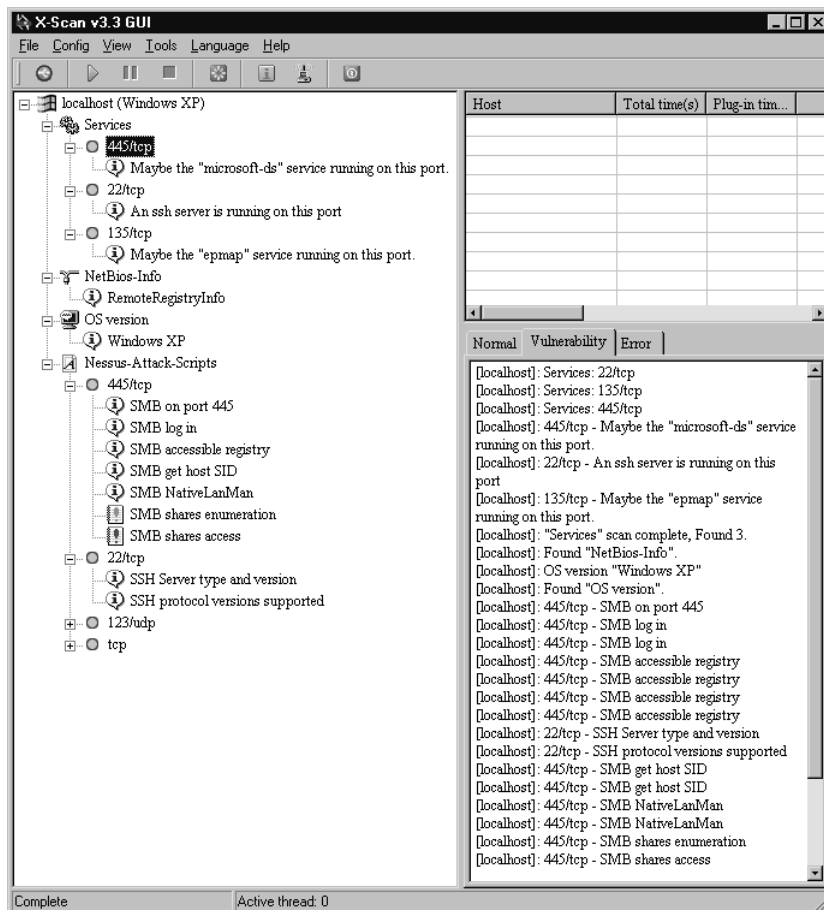 X-Scan v3.3 GUI
File Config View Tools Language Help
localhost (Windows XP)
Services
445/tcp
Maybe the "microsoft-ds" service running on this port.
22/tcp
An ssh server is running on this port
135/tcp
Maybe the "epmap" service running on this port.
NetBios-Info
RemoteRegistryInfo
OS version
Windows XP
Nessus-Attack-Scripts
445/tcp
SMB on port 445
SMB log in
SMB accessible registry
SMB get host SID
SMB NativeLanMan
SMB shares enumeration
SMB shares access
22/tcp
SSH Server type and version
SSH protocol versions supported
123/udp
tcp
Host Total time(s) Plug-in tim...
Normal Vulnerability Error
[localhost]: Services: 22/tcp
[localhost]: Services: 135/tcp
[localhost]: Services: 445/tcp
[localhost]: 445/tcp - Maybe the "microsoft-ds" service
running on this port.
[localhost]: 22/tcp - An ssh server is running on this
port
[localhost]: 135/tcp - Maybe the "epmap" service
running on this port.
[localhost]: "Services" scan complete, Found 3.
[localhost]: Found "NetBios-Info".
[localhost]: OS version "Windows XP"
[localhost]: Found "OS version".
[localhost]: 445/tcp - SMB on port 445
[localhost]: 445/tcp - SMB log in
[localhost]: 445/tcp - SMB log in
[localhost]: 445/tcp - SMB accessible registry
[localhost]: 445/tcp - SMB accessible registry
[localhost]: 445/tcp - SMB accessible registry
[localhost]: 445/tcp - SMB accessible registry
[localhost]: 22/tcp - SSH Server type and version
[localhost]: 22/tcp - SSH protocol versions supported
[localhost]: 445/tcp - SMB get host SID
[localhost]: 445/tcp - SMB get host SID
[localhost]: 445/tcp - SMB NativeLanMan
[localhost]: 445/tcp - SMB NativeLanMan
[localhost]: 445/tcp - SMB shares enumeration
[localhost]: 445/tcp - SMB shares access
Complete Active thread: 0